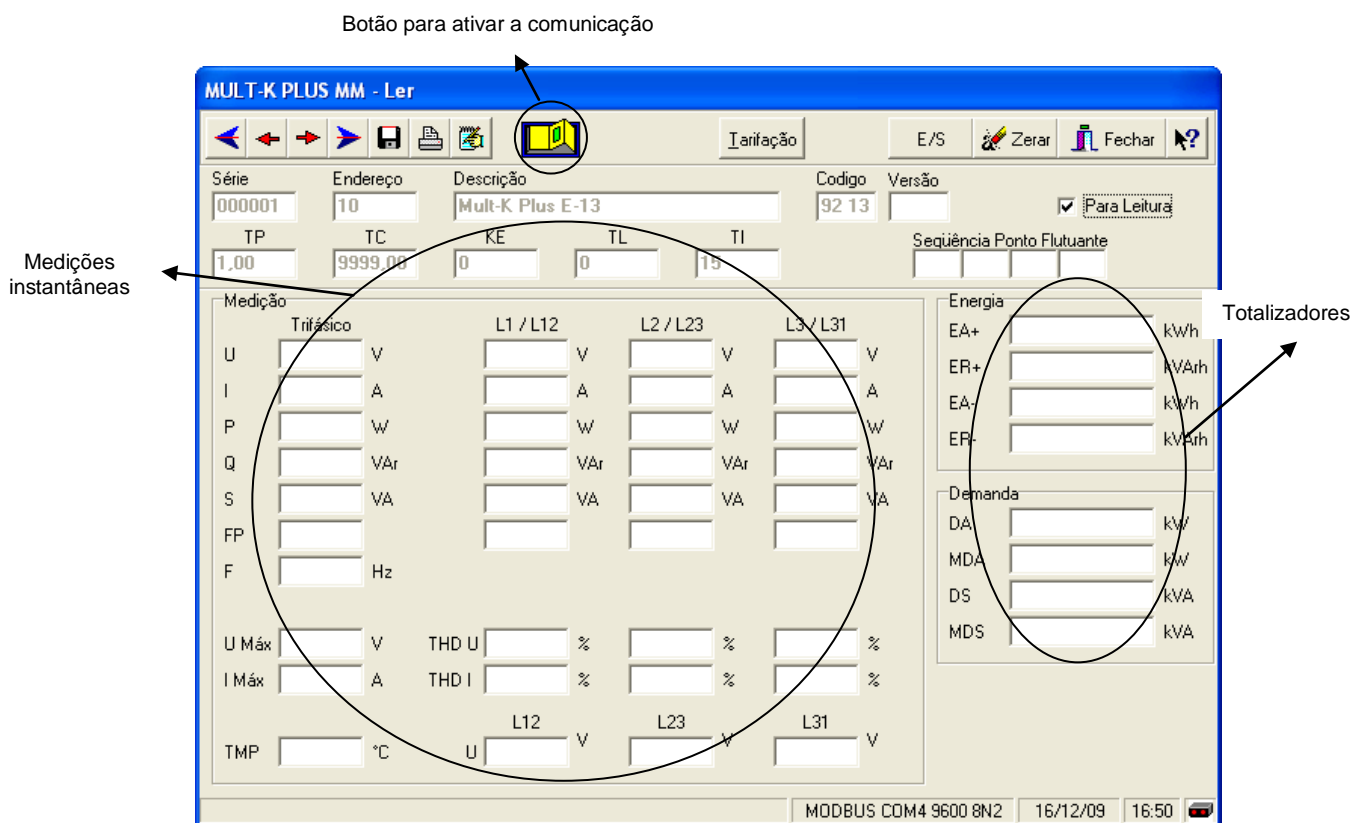 Botão para ativar a comunicação
MULT-K PLUS MM - Ler
Tarifação E/S Zerar Fechar
Série Endereço Descrição Codigo Versão
000001 10 Mult-K Plus E-13 92 13 Para Leitura
TP TC KE TL TI Seqüência Ponto Flutuante
1,00 9999,00 0 0 15
Medições
instantâneas
Medição
Trifásico L1 / L12 L2 / L23 L3 / L31
U V V V V
I A A A A
P W W W W
Q VAr VAr VAr VAr
S VA VA VA VA
FP
F Hz
U Máx V THD U % % %
I Máx A THD I % % %
L12 L23 L31
TMP °C U V V V
Energia
EA+ kWh
ER+ kVArh
EA- kWh
ER- kVArh
Totalizadores
Demanda
DA kW
MDA kW
DS kVA
MDS kVA
MODBUS COM4 9600 8N2 16/12/09 16:50